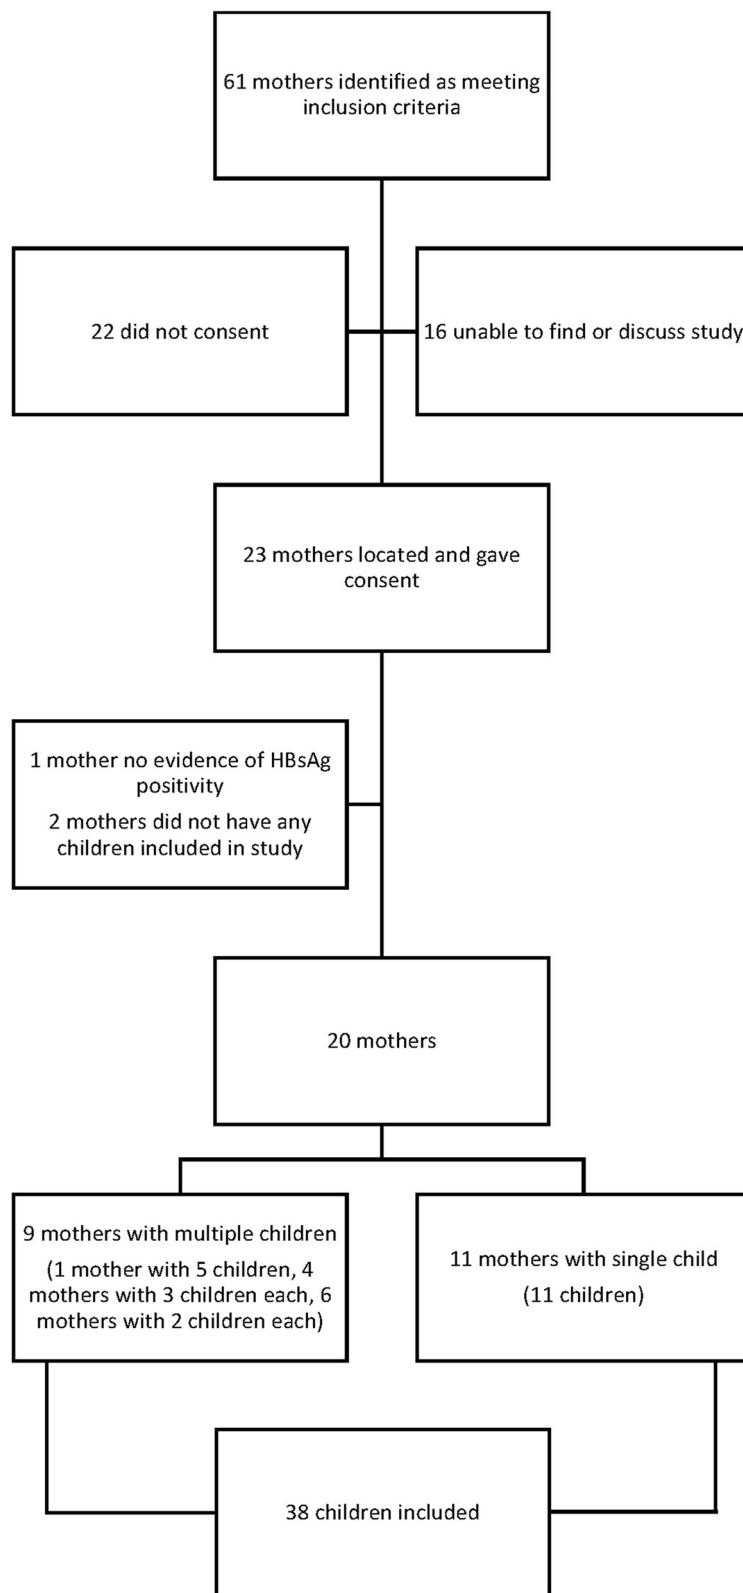 61 mothers identified as meeting
inclusion criteria
22 did not consent
16 unable to find or discuss study
23 mothers located and gave
consent
1 mother no evidence of HBsAg
positivity
2 mothers did not have any
children included in study
20 mothers
9 mothers with multiple children
(1 mother with 5 children, 4
mothers with 3 children each, 6
mothers with 2 children each)
11 mothers with single child
(11 children)
38 children included